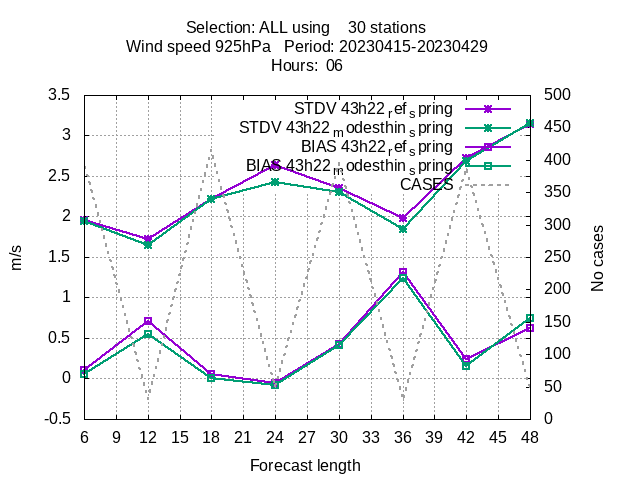 Selection: ALL using    30 stations
Wind speed 925hPa   Period: 20230415-20230429
Hours:  06
STDV 43h22_ref_spring
STDV 43h22_modesthin_spring
BIAS 43h22_ref_spring
BIAS 43h22_modesthin_spring
CASES
3.5
3
2.5
2
1.5
1
0.5
0
-0.5
m/s
500
450
400
350
300
250
200
150
100
50
0
No cases
6 9 12 15 18 21 24 27 30 33 36 39 42 45 48
Forecast length